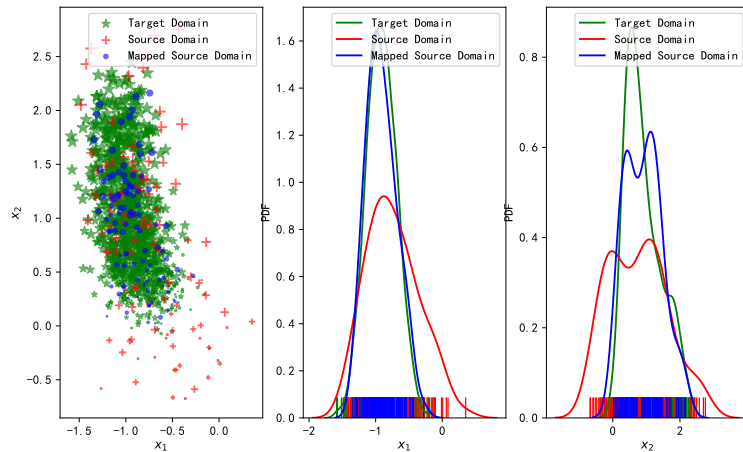 Target Domain
Source Domain
Mapped Source Domain
2.5
2.0
1.5
1.0
0.5
0.0
−0.5
x₂
−1.5
−1.0
−0.5
0.0
x₁
Target Domain
Source Domain
Mapped Source Domain
1.6
1.4
1.2
1.0
0.8
0.6
0.4
0.2
0.0
PDF
−2
−1
0
x₁
Target Domain
Source Domain
Mapped Source Domain
0.8
0.6
0.4
0.2
0.0
PDF
0
2
x₂